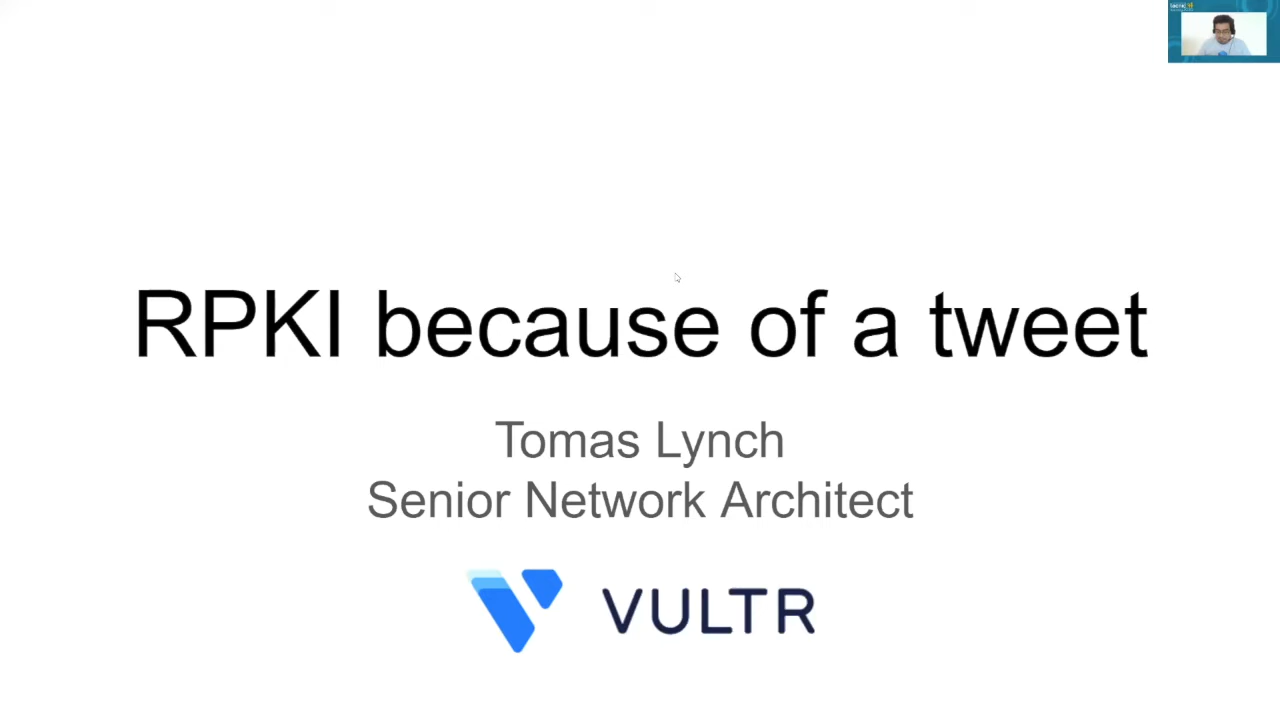 RPKI because of a tweet
Tomas Lynch
Senior Network Architect
VULTR